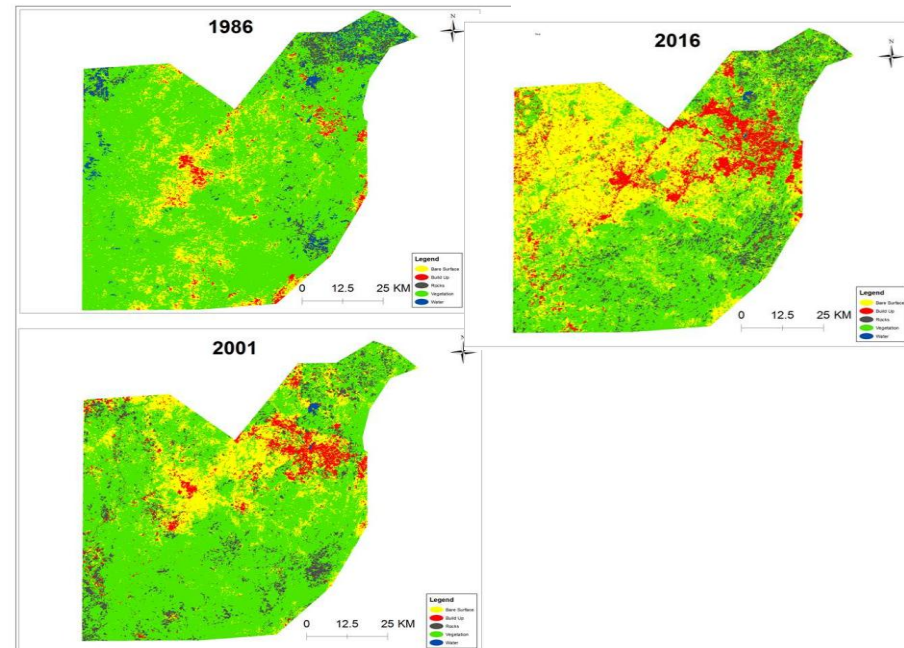 1986
N
Legend
Bare Surface
Build Up
Rocks
Vegetation
Water
0 12.5 25 KM
2016
N
Legend
Bare Surface
Build Up
Rocks
Vegetation
Water
0 12.5 25 KM
2001
N
Legend
Bare Surface
Build Up
Rocks
Vegetation
Water
0 12.5 25 KM